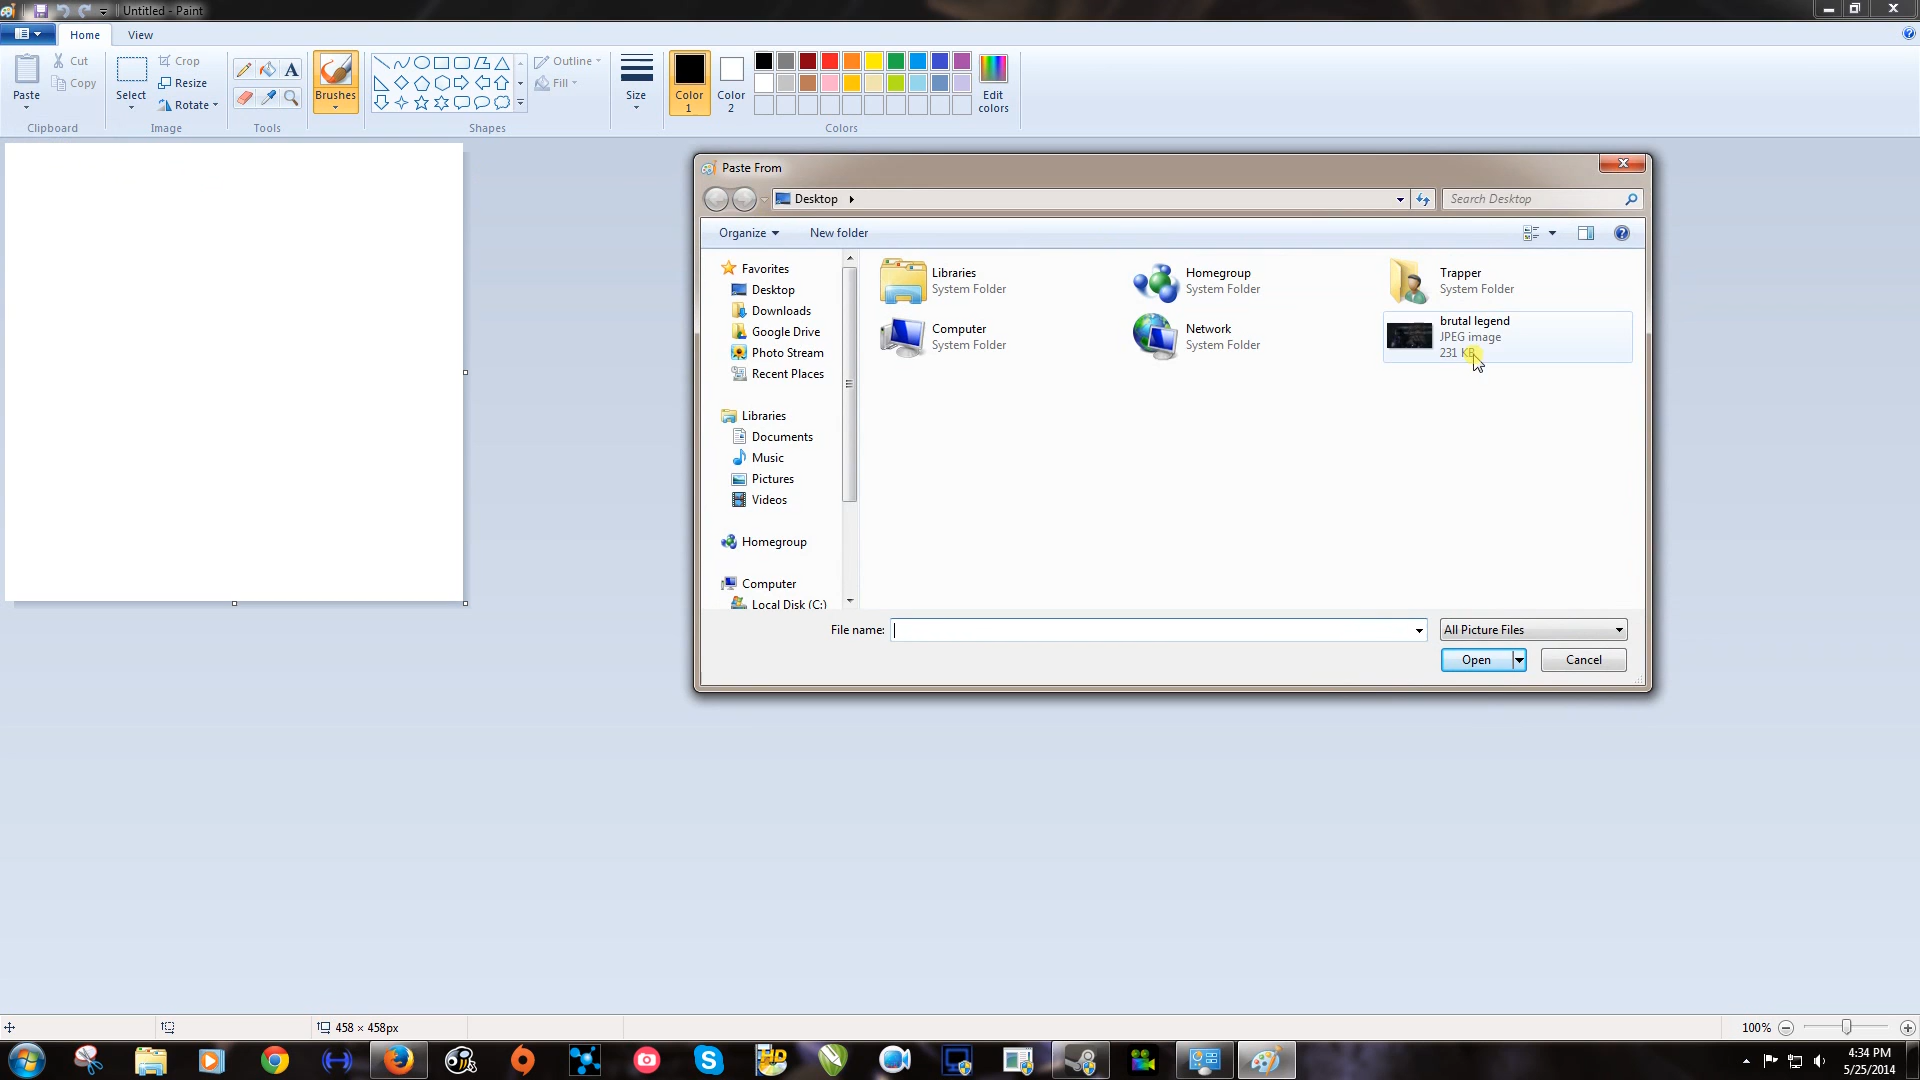 Untitled - Paint
Home
View
Paste
Cut
Copy
Clipboard
Select
Crop
Resize
Rotate
Image
Tools
Brushes
Shapes
Outline
Fill
Size
Color 1
Color 2
Edit colors
Colors
Paste From
Desktop
Search Desktop
Organize
New folder
Favorites
Desktop
Downloads
Google Drive
Photo Stream
Recent Places
Libraries
Documents
Music
Pictures
Videos
Homegroup
Computer
Local Disk (C:)
Libraries
System Folder
Homegroup
System Folder
Trapper
System Folder
Computer
System Folder
Network
System Folder
brutal legend
JPEG image
231 KB
File name:
All Picture Files
Open
Cancel
458 × 458px
100%
4:34 PM
5/25/2014